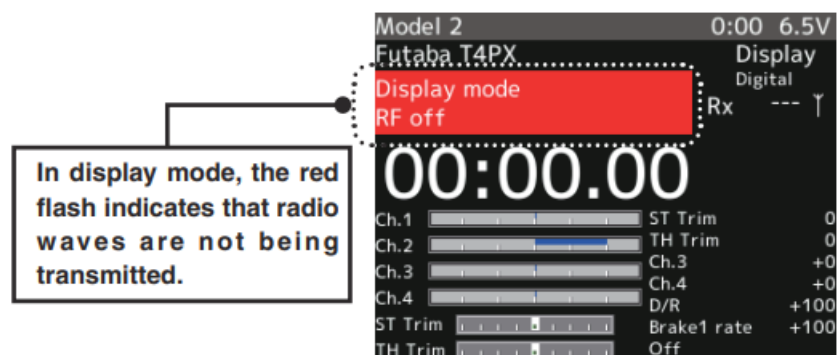 Model 2 0:00 6.5V
Futaba T4PX Display
Digital
Display mode
RF off
Rx ---
00:00.00
In display mode, the red
flash indicates that radio
waves are not being
transmitted.
Ch.1 ST Trim 0
Ch.2 TH Trim 0
Ch.3 Ch.3 +0
Ch.4 Ch.4 +0
D/R +100
ST Trim Brake1 rate +100
TH Trim Off